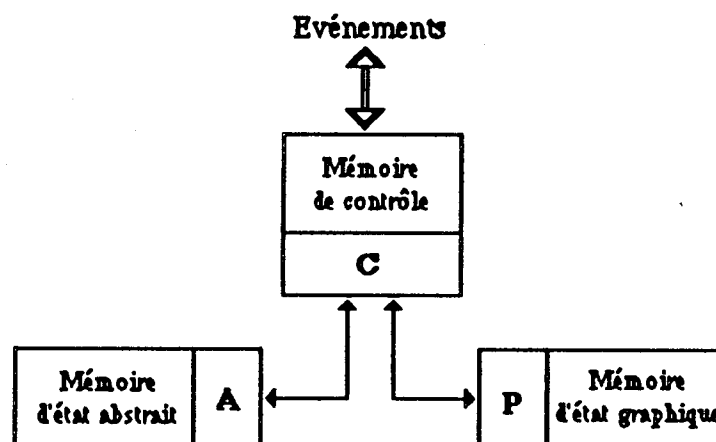 Evénements
Mémoire
de contrôle
C
Mémoire
d'état abstrait
A
P
Mémoire
d'état graphique